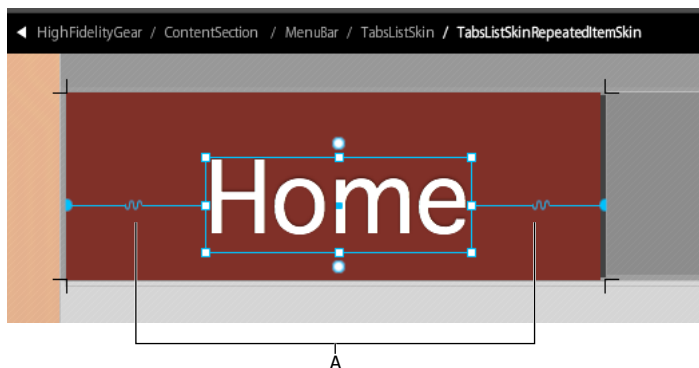 HighFidelityGear / ContentSection / MenuBar / TabsListSkin / TabsListSkinRepeatedItemSkin
Home
A